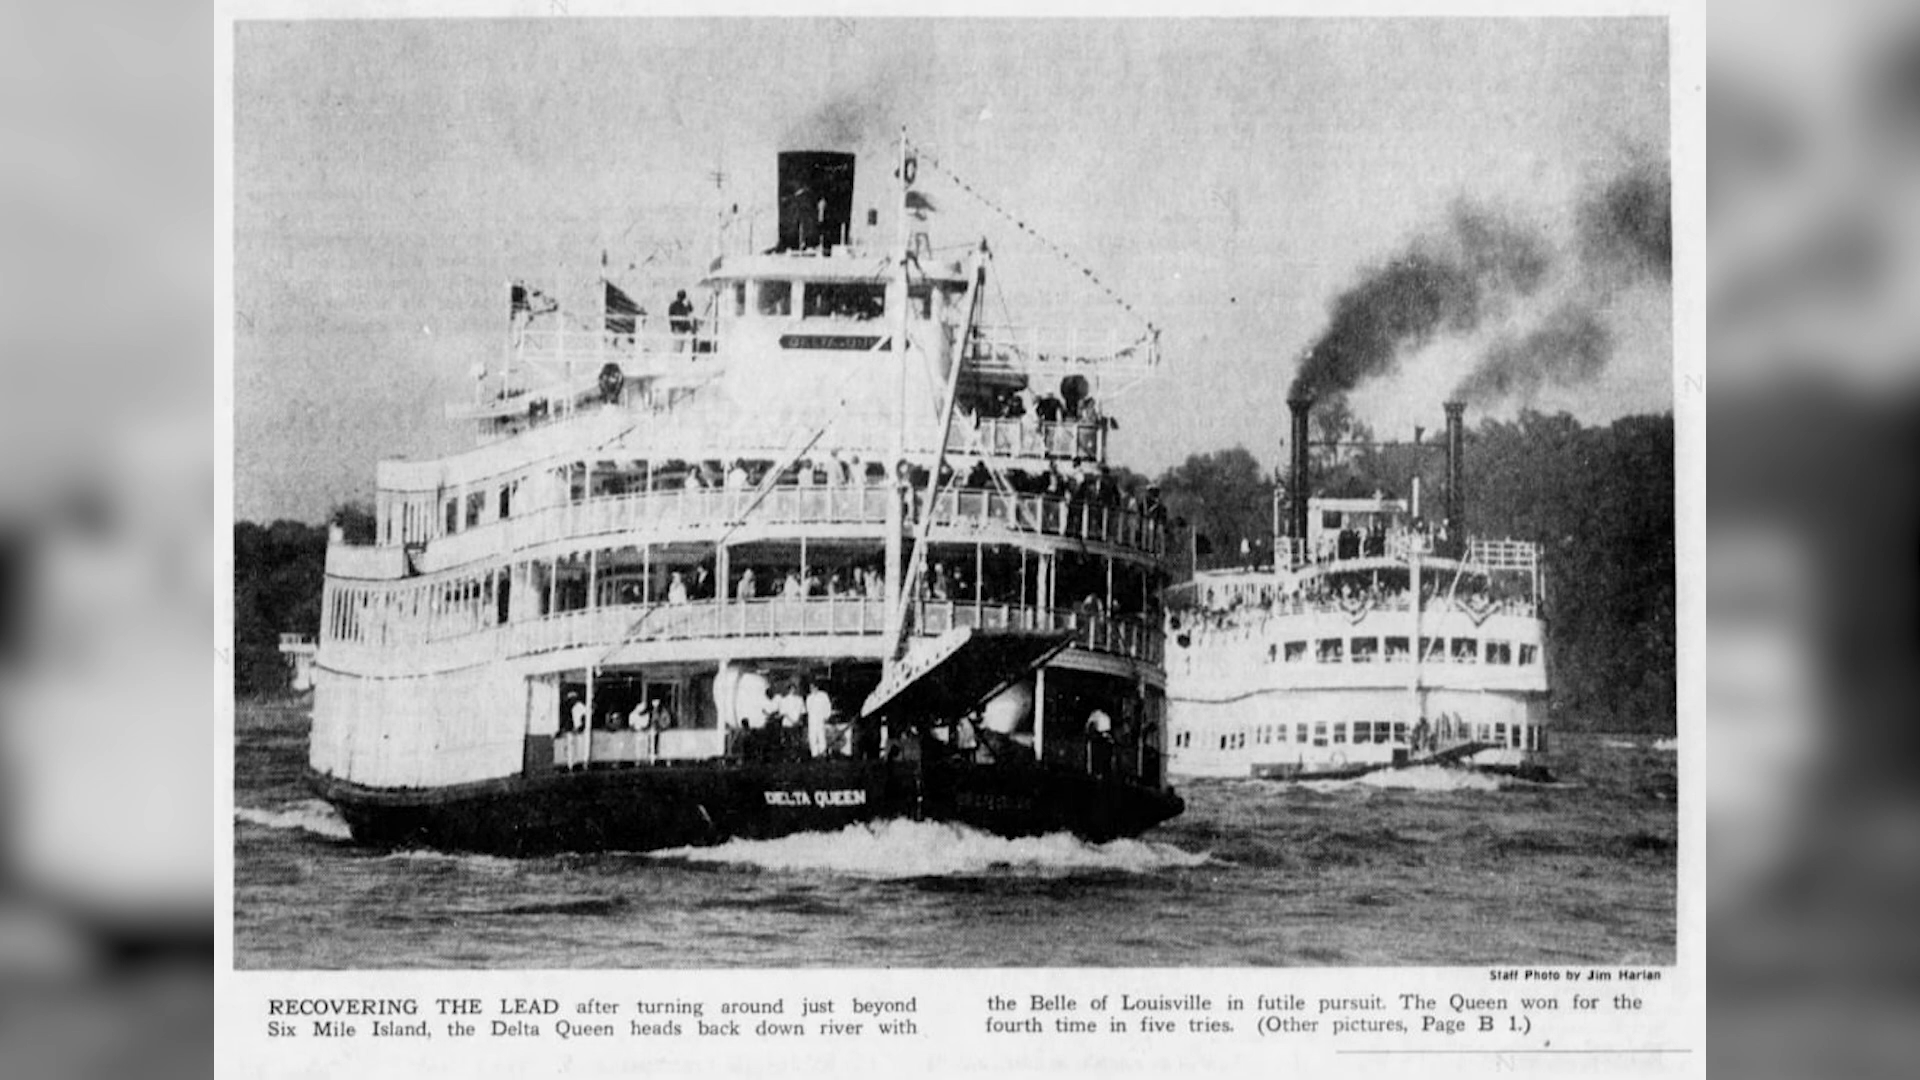 DELTA QUEEN
Staff Photo by Jim Harlan
RECOVERING THE LEAD after turning around just beyond
Six Mile Island, the Delta Queen heads back down river with
the Belle of Louisville in futile pursuit. The Queen won for the
fourth time in five tries. (Other pictures, Page B 1.)